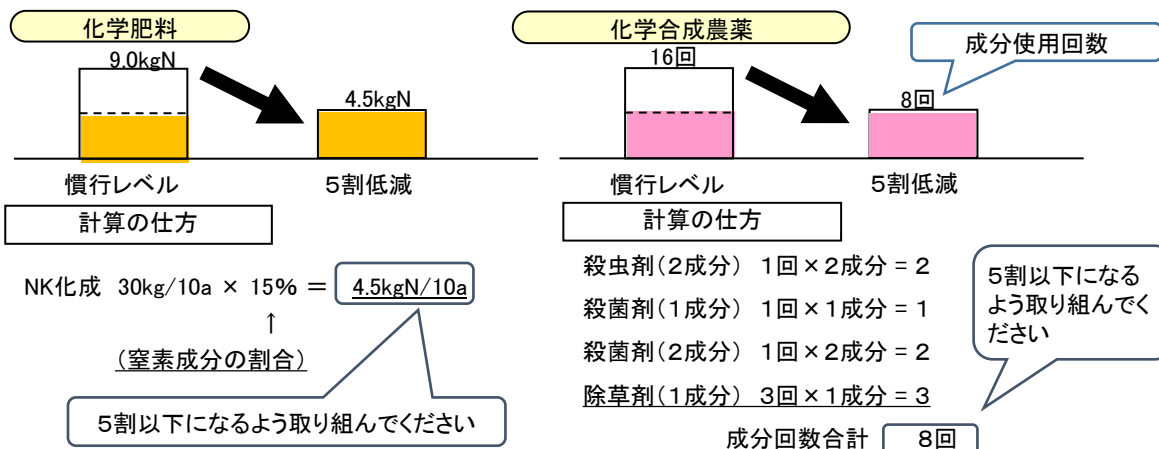 化学肥料
9.0kgN
4.5kgN
慣行レベル
5割低減
計算の仕方
NK化成 30kg/10a × 15% = 4.5kgN/10a
↑
(窒素成分の割合)
5割以下になるよう取り組んでください
化学合成農薬
成分使用回数
16回
8回
慣行レベル
5割低減
計算の仕方
殺虫剤(2成分) 1回×2成分 = 2
殺菌剤(1成分) 1回×1成分 = 1
殺菌剤(2成分) 1回×2成分 = 2
除草剤(1成分) 3回×1成分 = 3
成分回数合計 8回
5割以下になる
よう取り組んでく
ださい